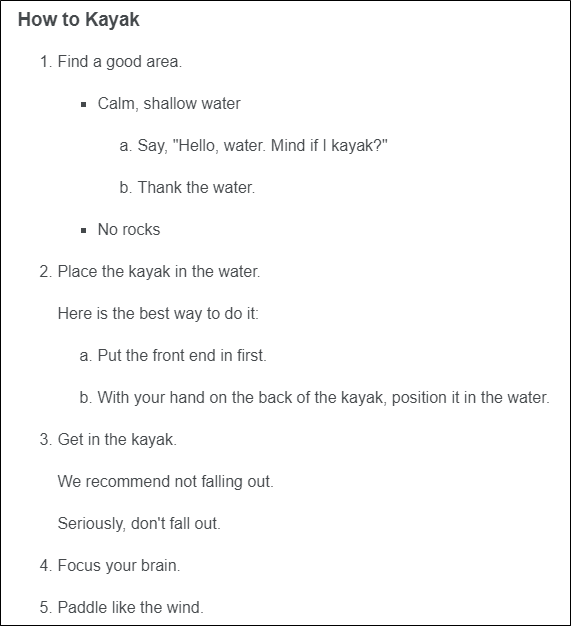 How to Kayak
1. Find a good area.
▪ Calm, shallow water
a. Say, "Hello, water. Mind if I kayak?"
b. Thank the water.
▪ No rocks
2. Place the kayak in the water.
Here is the best way to do it:
a. Put the front end in first.
b. With your hand on the back of the kayak, position it in the water.
3. Get in the kayak.
We recommend not falling out.
Seriously, don't fall out.
4. Focus your brain.
5. Paddle like the wind.